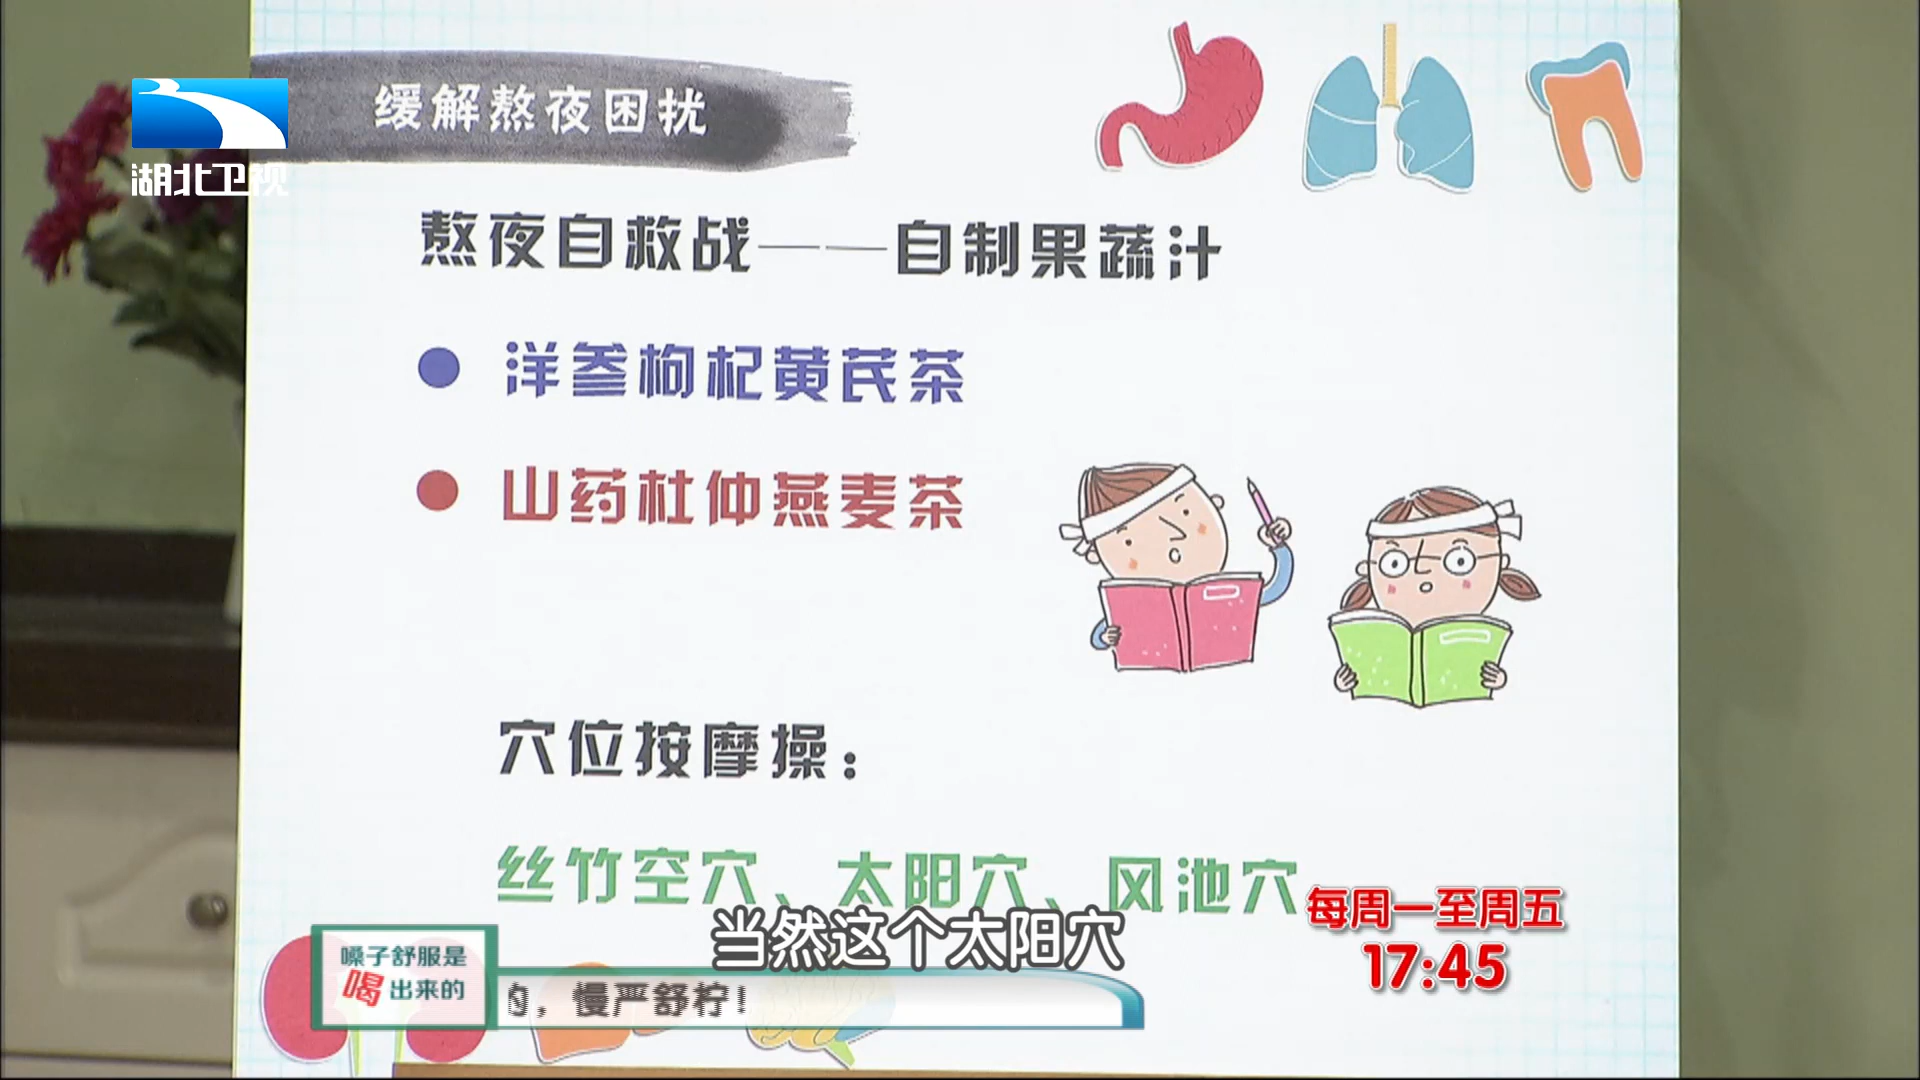 缓解熬夜困扰
湖北卫视
熬夜自救战——自制果蔬汁
洋参枸杞黄芪茶
山药杜仲燕麦茶
穴位按摩操：
丝竹空穴、太阳穴、风池穴
每周一至周五
17:45
当然这个太阳穴
嗓子舒服是
喝出来的
，慢严舒柠！